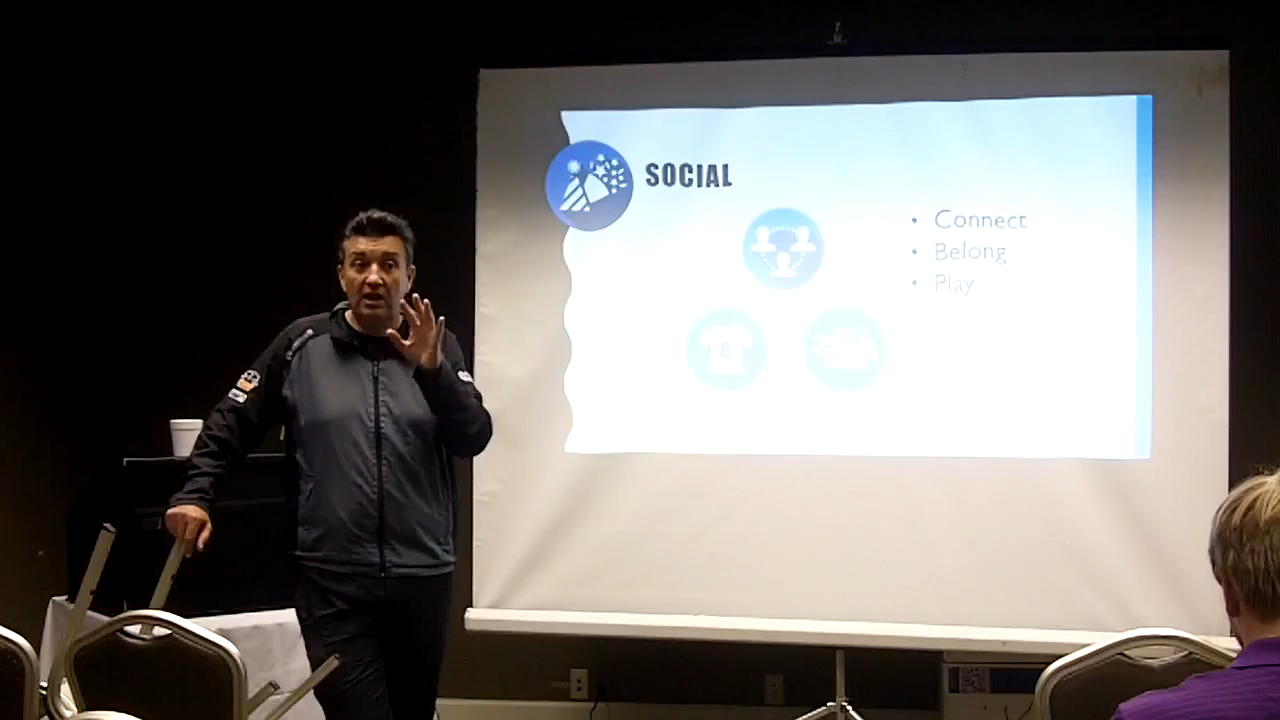 SOCIAL
• Connect
• Belong
• Play